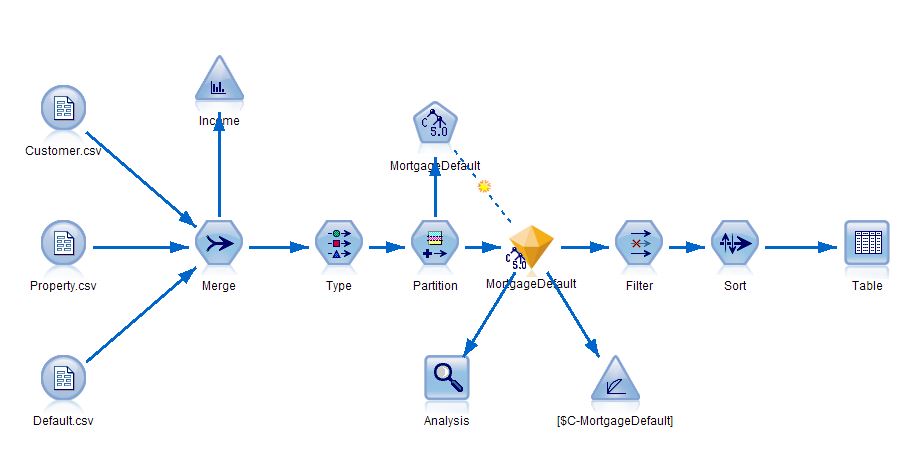 Customer.csv
Income
C
5.0
MortgageDefault
Property.csv
Merge
Type
Partition
C
5.0
MortgageDefault
Filter
Sort
Table
Default.csv
Analysis
[$C-MortgageDefault]